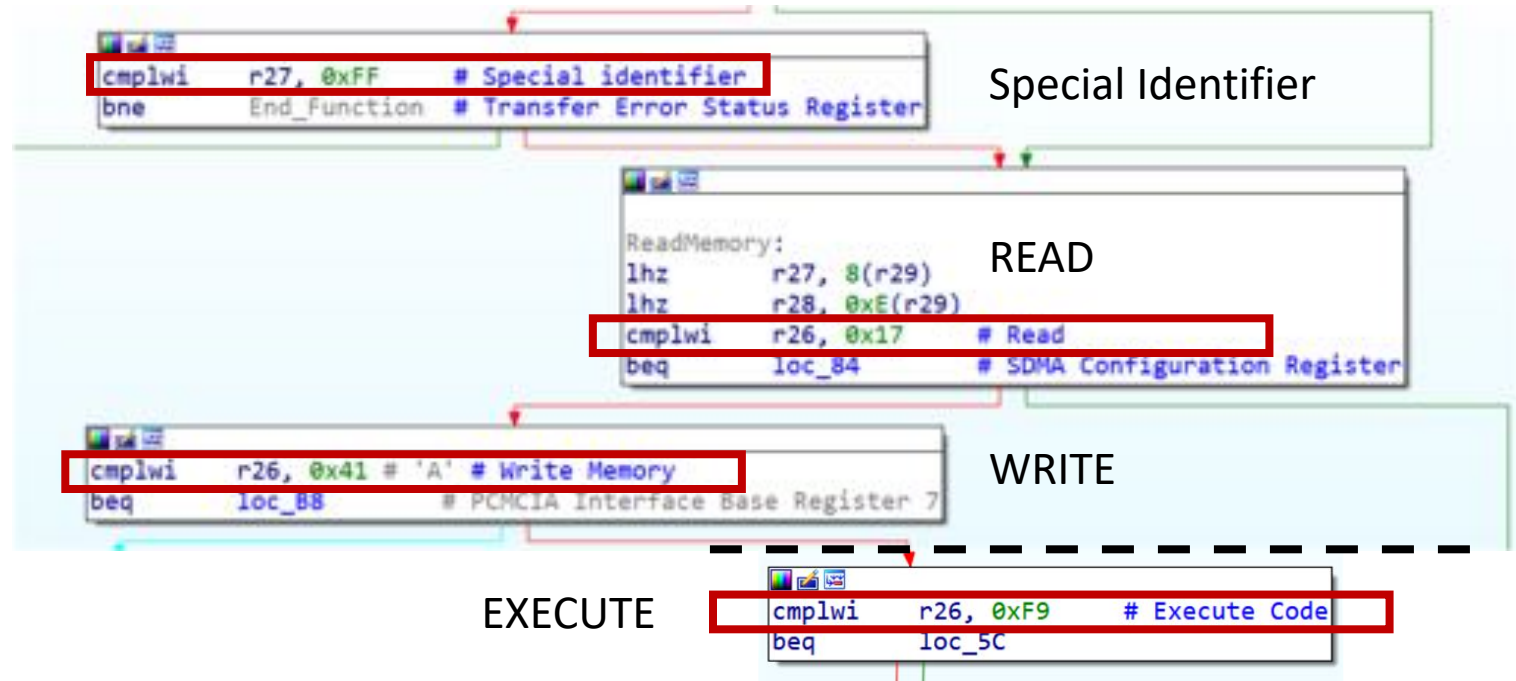 cmplwi r27, 0xFF # Special identifier
bne End_Function # Transfer Error Status Register
Special Identifier
ReadMemory:
lhz r27, 8(r29)
lhz r28, 0xE(r29)
cmplwi r26, 0x17 # Read
beq loc_84 # SDMA Configuration Register
READ
cmplwi r26, 0x41 # 'A' # Write Memory
beq loc_B8 # PCMCIA Interface Base Register 7
WRITE
EXECUTE
cmplwi r26, 0xF9 # Execute Code
beq loc_5C